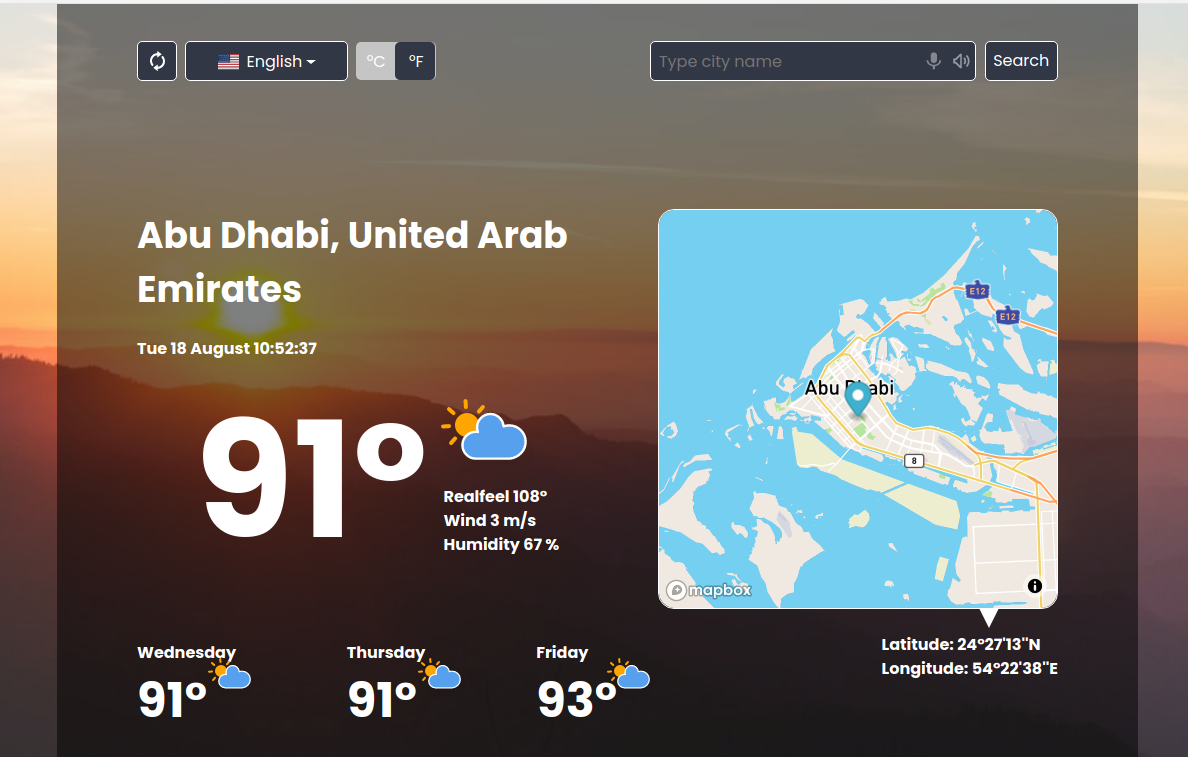 English
°C
°F
Type city name
Search
Abu Dhabi, United Arab
Emirates
Tue 18 August 10:52:37
91°
Realfeel 108°
Wind 3 m/s
Humidity 67 %
E12
E12
Abu Dhabi
8
mapbox
i
Latitude: 24°27'13"N
Longitude: 54°22'38"E
Wednesday
91°
Thursday
91°
Friday
93°